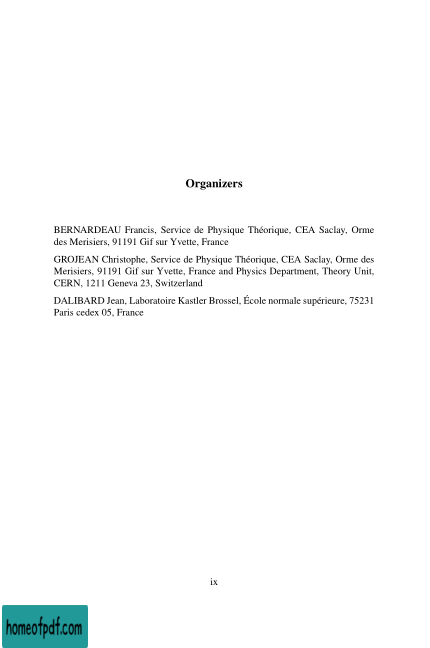 Organizers
BERNARDEAU Francis, Service de Physique Théorique, CEA Saclay, Orme
des Merisiers, 91191 Gif sur Yvette, France
GROJEAN Christophe, Service de Physique Théorique, CEA Saclay, Orme des
Merisiers, 91191 Gif sur Yvette, France and Physics Department, Theory Unit,
CERN, 1211 Geneva 23, Switzerland
DALIBARD Jean, Laboratoire Kastler Brossel, École normale supérieure, 75231
Paris cedex 05, France
ix
homeofpdf.com